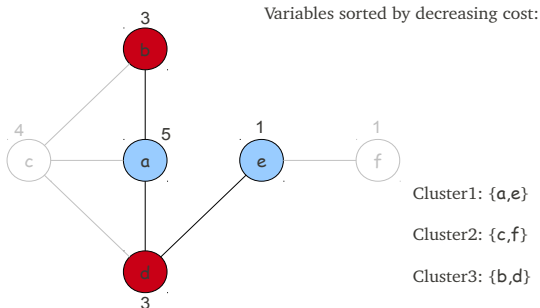 Variables sorted by decreasing cost:
3
b
4
5
1
1
c
a
e
f
Cluster1: {a,e}
Cluster2: {c,f}
d
Cluster3: {b,d}
3